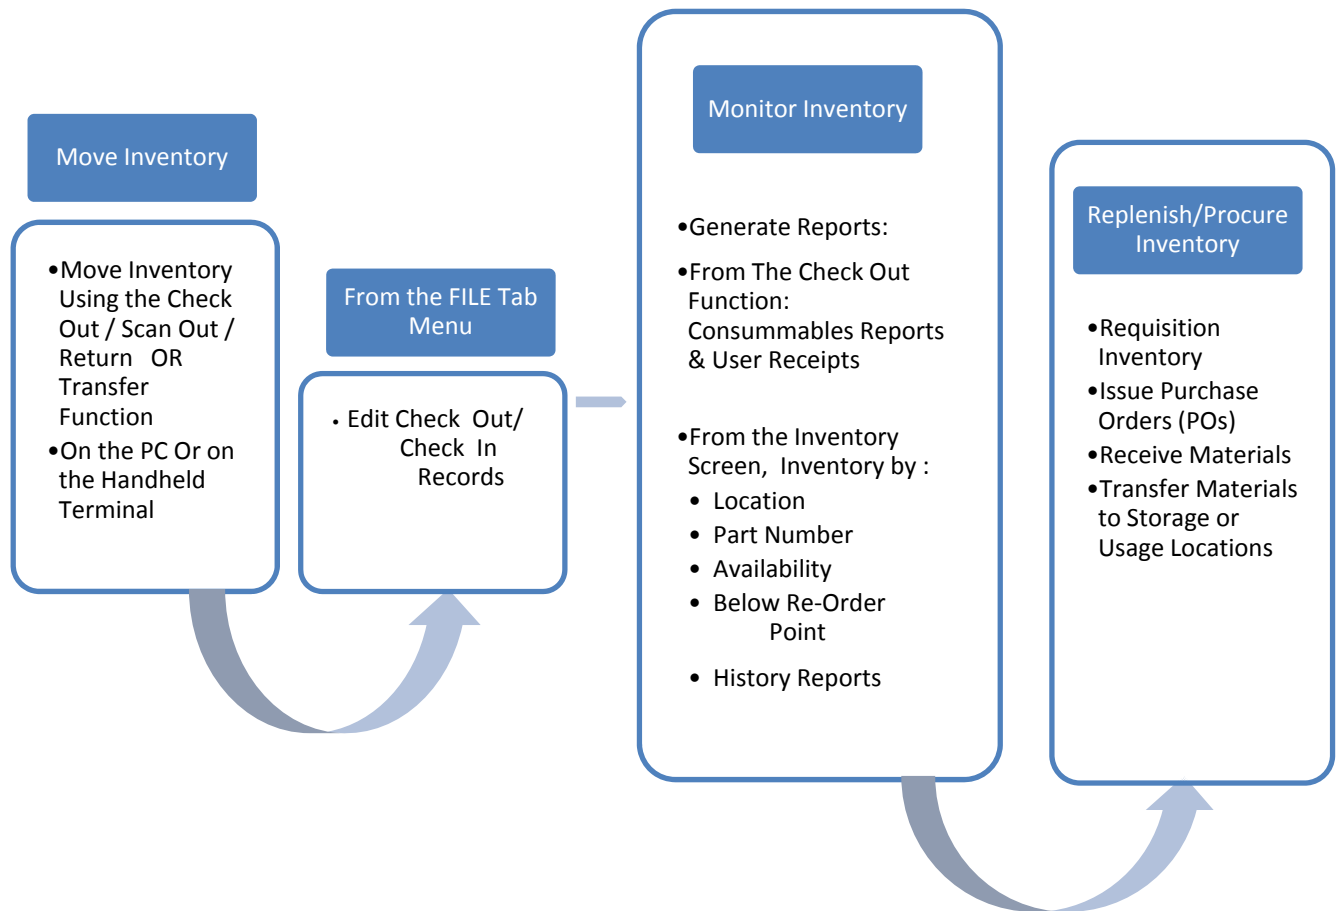 Move Inventory
•Move Inventory
Using the Check
Out / Scan Out /
Return OR
Transfer
Function
•On the PC Or on
the Handheld
Terminal
From the FILE Tab
Menu
• Edit Check Out/
Check In
Records
Monitor Inventory
•Generate Reports:
•From The Check Out
Function:
Consummables Reports
& User Receipts
•From the Inventory
Screen, Inventory by :
• Location
• Part Number
• Availability
• Below Re-Order
Point
• History Reports
Replenish/Procure
Inventory
•Requisition
Inventory
•Issue Purchase
Orders (POs)
•Receive Materials
•Transfer Materials
to Storage or
Usage Locations